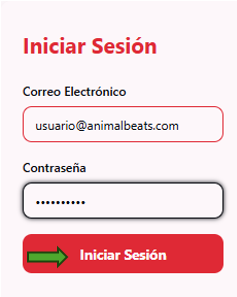 Iniciar Sesión
Correo Electrónico
usuario@animalbeats.com
Contraseña
••••••••••
Iniciar Sesión